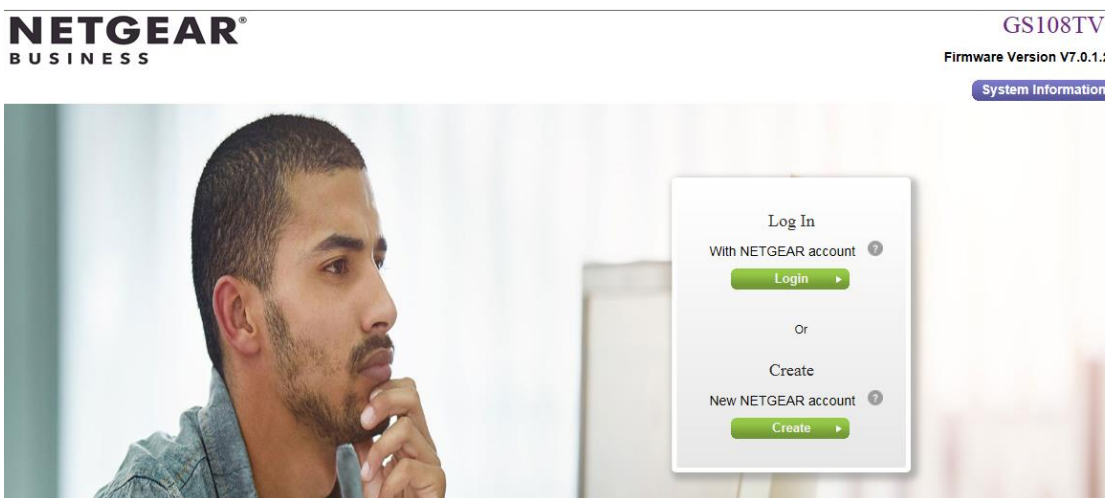 NETGEAR®
BUSINESS
GS108TV
Firmware Version V7.0.1.
System Information
Log In
With NETGEAR account ?
Login
Or
Create
New NETGEAR account ?
Create